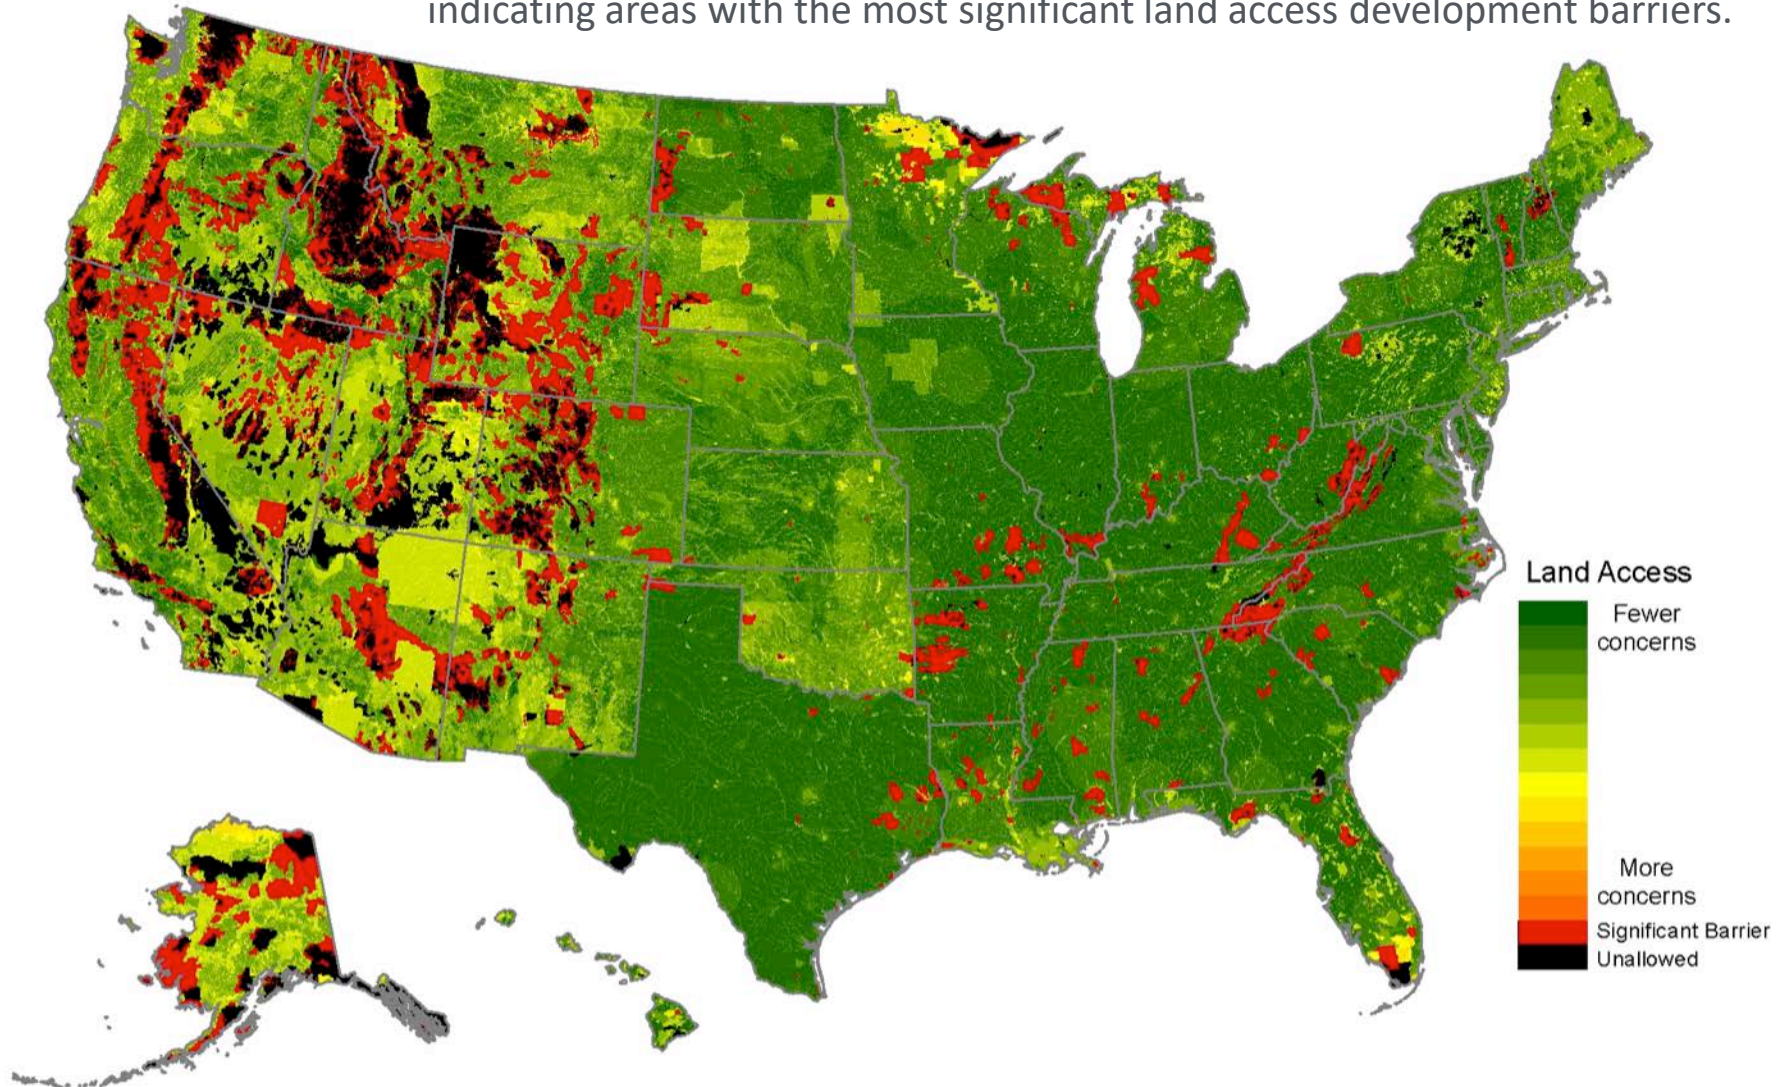 indicating areas with the most significant land access development barriers.
Land Access
Fewer
concerns
More
concerns
Significant Barrier
Unallowed